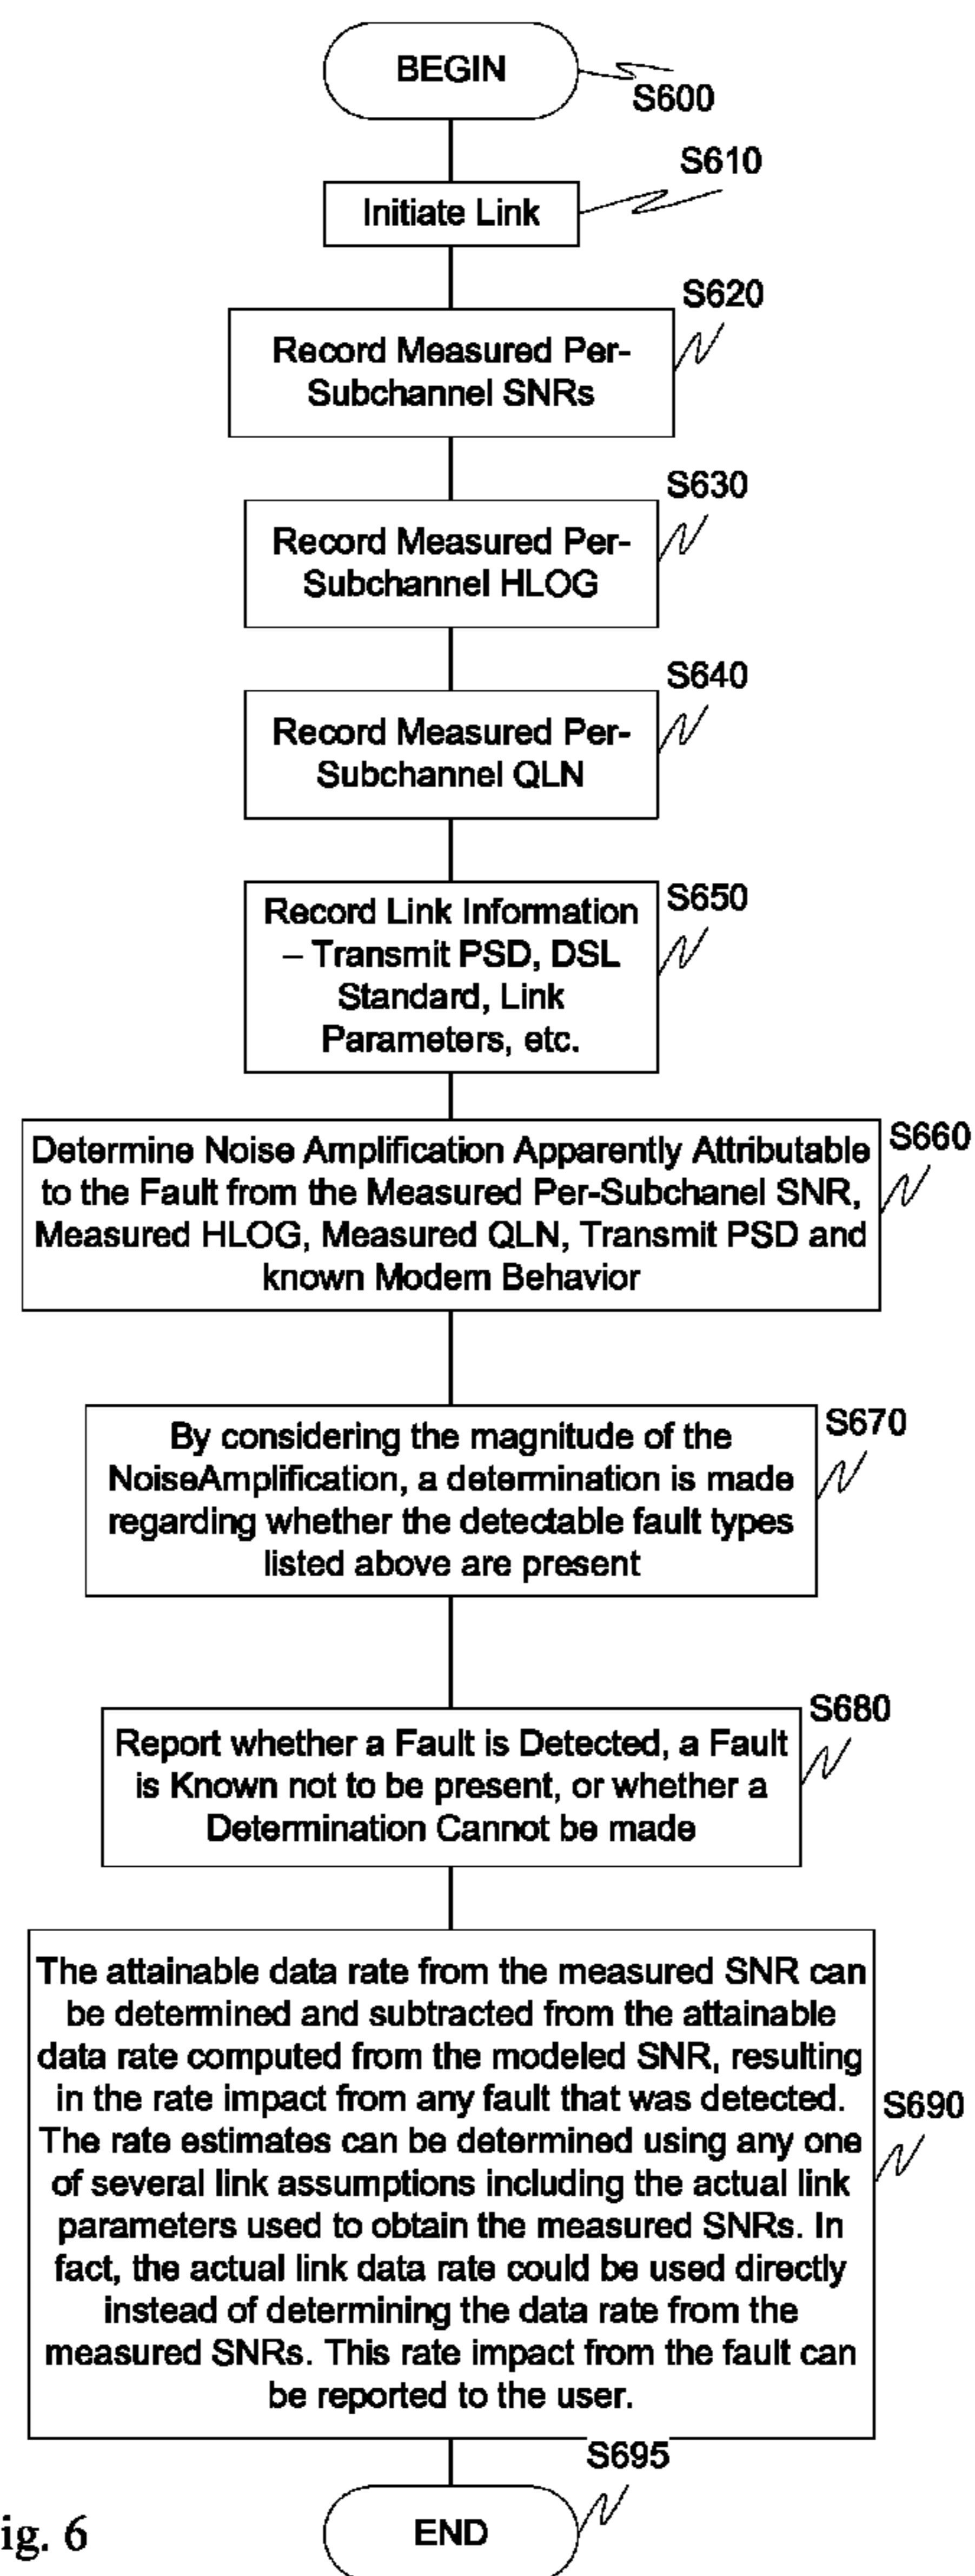 BEGIN
S600
S610
Initiate Link
S620
Record Measured Per-
Subchannel SNRs
S630
Record Measured Per-
Subchannel HLOG
S640
Record Measured Per-
Subchannel QLN
S650
Record Link Information
– Transmit PSD, DSL
Standard, Link
Parameters, etc.
S660
Determine Noise Amplification Apparently Attributable
to the Fault from the Measured Per-Subchanel SNR,
Measured HLOG, Measured QLN, Transmit PSD and
known Modem Behavior
S670
By considering the magnitude of the
NoiseAmplification, a determination is made
regarding whether the detectable fault types
listed above are present
S680
Report whether a Fault is Detected, a Fault
is Known not to be present, or whether a
Determination Cannot be made
S690
The attainable data rate from the measured SNR can
be determined and subtracted from the attainable
data rate computed from the modeled SNR, resulting
in the rate impact from any fault that was detected.
The rate estimates can be determined using any one
of several link assumptions including the actual link
parameters used to obtain the measured SNRs. In
fact, the actual link data rate could be used directly
instead of determining the data rate from the
measured SNRs. This rate impact from the fault can
be reported to the user.
S695
END
ig. 6